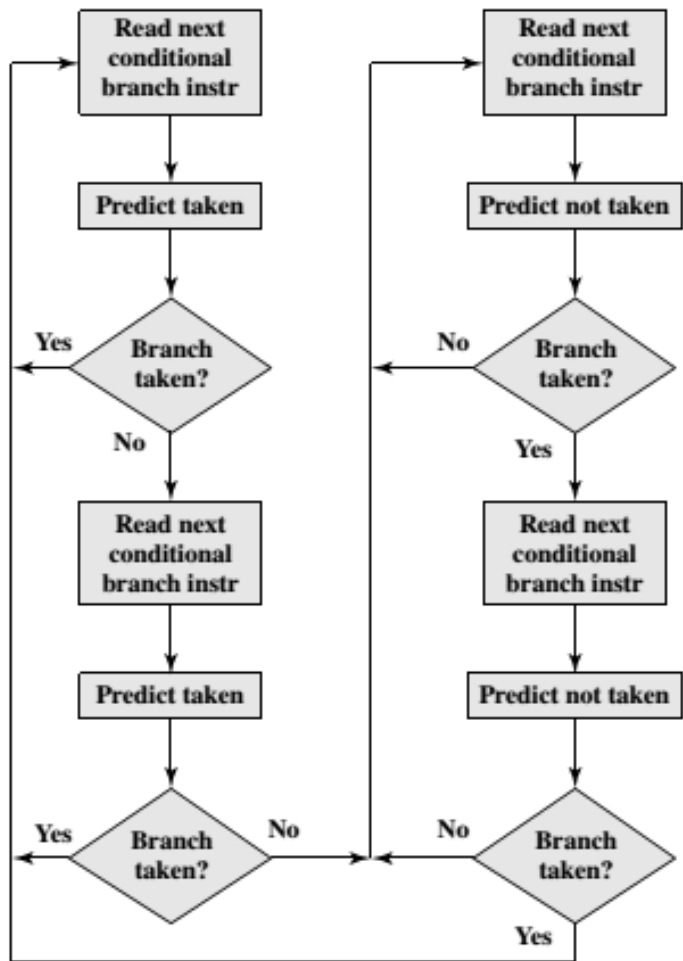 Read next
conditional
branch instr
Predict taken
Yes
Branch
taken?
No
Read next
conditional
branch instr
Predict taken
Yes
Branch
taken?
No
Read next
conditional
branch instr
Predict not taken
No
Branch
taken?
Yes
Read next
conditional
branch instr
Predict not taken
No
Branch
taken?
Yes